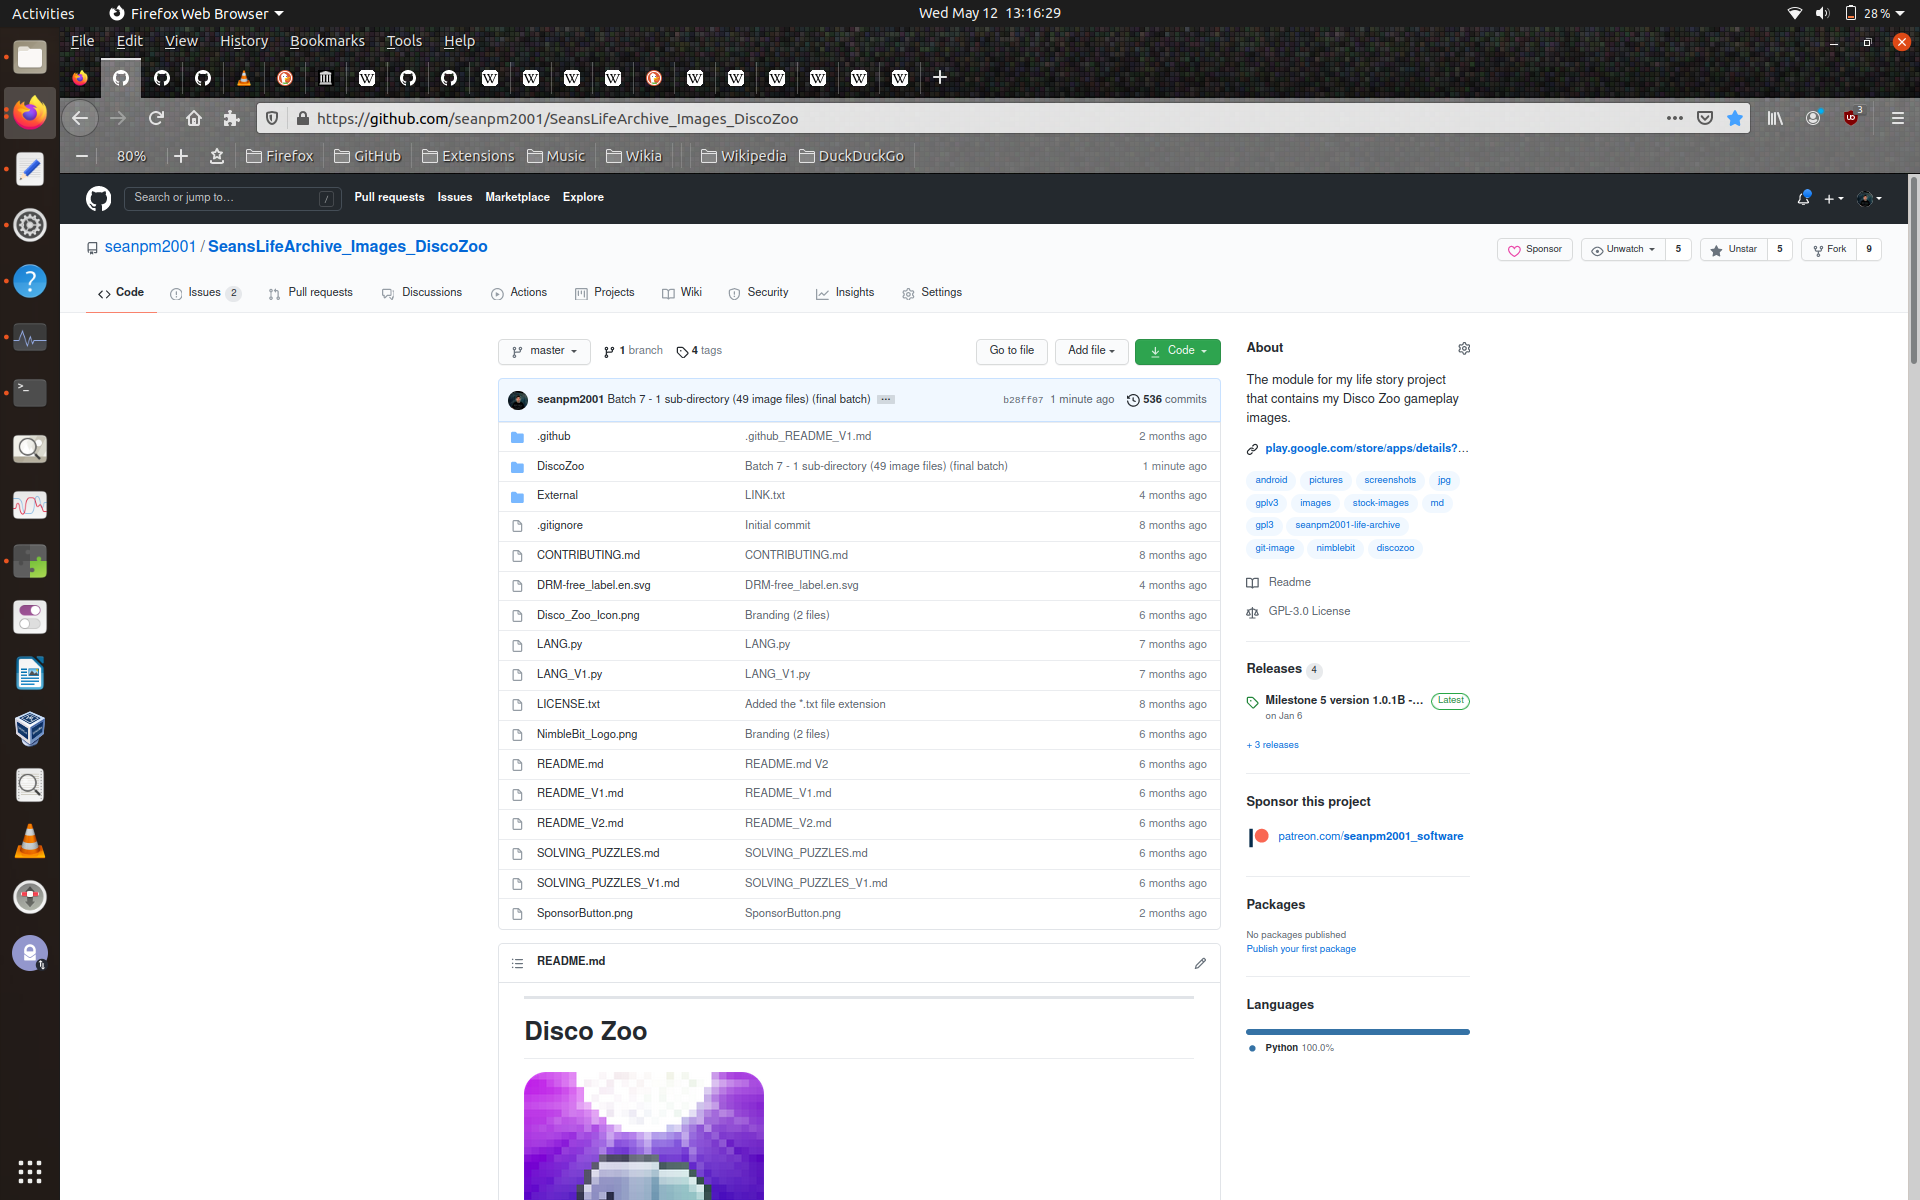 Activities
Firefox Web Browser
Wed May 12 13:16:29
28 %
File Edit View History Bookmarks Tools Help
https://github.com/seanpm2001/SeansLifeArchive_Images_DiscoZoo
3
80%
Firefox GitHub Extensions Music Wikia Wikipedia DuckDuckGo
Search or jump to… /
Pull requests Issues Marketplace Explore
seanpm2001 / SeansLifeArchive_Images_DiscoZoo
Sponsor
Unwatch 5
Unstar 5
Fork 9
Code
Issues 2
Pull requests
Discussions
Actions
Projects
Wiki
Security
Insights
Settings
master
1 branch
4 tags
Go to file
Add file
Code
seanpm2001 Batch 7 - 1 sub-directory (49 image files) (final batch) b28ff07 1 minute ago 536 commits
.github .github_README_V1.md 2 months ago
DiscoZoo Batch 7 - 1 sub-directory (49 image files) (final batch) 1 minute ago
External LINK.txt 4 months ago
.gitignore Initial commit 8 months ago
CONTRIBUTING.md CONTRIBUTING.md 8 months ago
DRM-free_label.en.svg DRM-free_label.en.svg 4 months ago
Disco_Zoo_Icon.png Branding (2 files) 6 months ago
LANG.py LANG.py 7 months ago
LANG_V1.py LANG_V1.py 7 months ago
LICENSE.txt Added the *.txt file extension 8 months ago
NimbleBit_Logo.png Branding (2 files) 6 months ago
README.md README.md V2 6 months ago
README_V1.md README_V1.md 6 months ago
README_V2.md README_V2.md 6 months ago
SOLVING_PUZZLES.md SOLVING_PUZZLES.md 6 months ago
SOLVING_PUZZLES_V1.md SOLVING_PUZZLES_V1.md 6 months ago
SponsorButton.png SponsorButton.png 2 months ago
README.md
Disco Zoo
About
The module for my life story project
that contains my Disco Zoo gameplay
images.
play.google.com/store/apps/details?…
android pictures screenshots jpg
gplv3 images stock-images md
gpl3 seanpm2001-life-archive
git-image nimblebit discozoo
Readme
GPL-3.0 License
Releases 4
Milestone 5 version 1.0.1B -… Latest
on Jan 6
+ 3 releases
Sponsor this project
patreon.com/seanpm2001_software
Packages
No packages published
Publish your first package
Languages
Python 100.0%